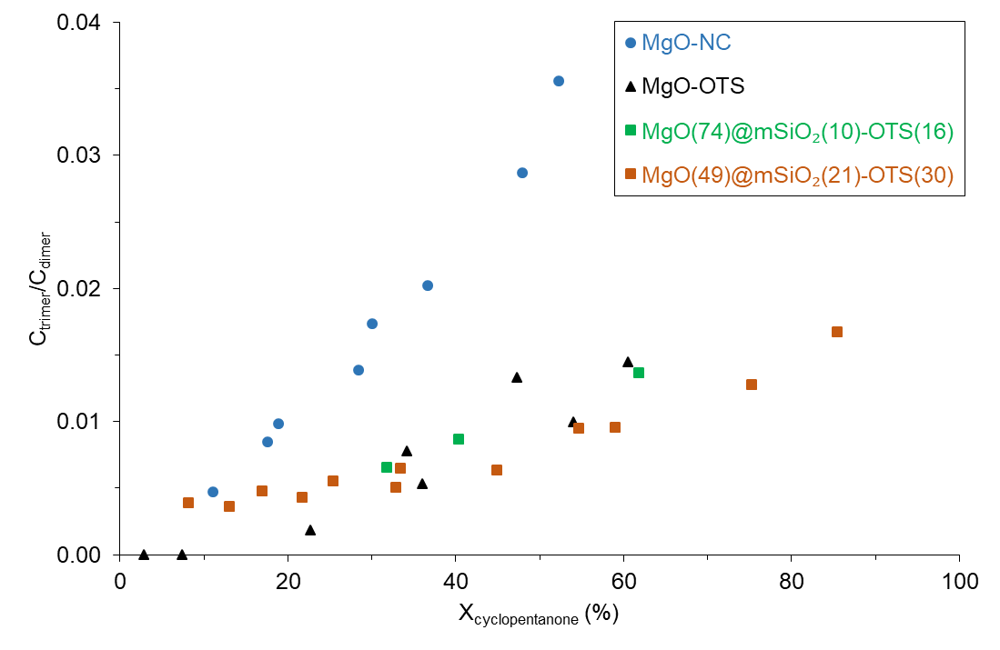 0.04
0.03
0.02
0.01
0.00
C_trimer/C_dimer
MgO-NC
MgO-OTS
MgO(74)@mSiO₂(10)-OTS(16)
MgO(49)@mSiO₂(21)-OTS(30)
0 20 40 60 80 100
X_cyclopentanone (%)